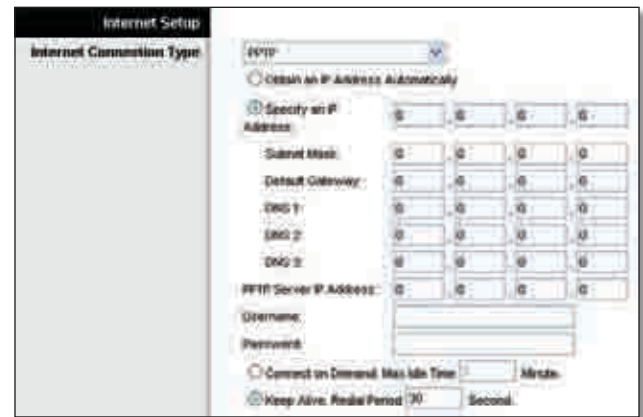 Internet Setup
Internet Connection Type
PPTP
Obtain an IP Address Automatically
Specify an IP
Address:
0 . 0 . 0 . 0
Subnet Mask: 0 . 0 . 0 . 0
Default Gateway: 0 . 0 . 0 . 0
DNS 1: 0 . 0 . 0 . 0
DNS 2: 0 . 0 . 0 . 0
DNS 3: 0 . 0 . 0 . 0
PPTP Server IP Address: 0 . 0 . 0 . 0
Username:
Password:
Connect on Demand. Max Idle Time Minute.
Keep Alive. Redial Period 30 Second.